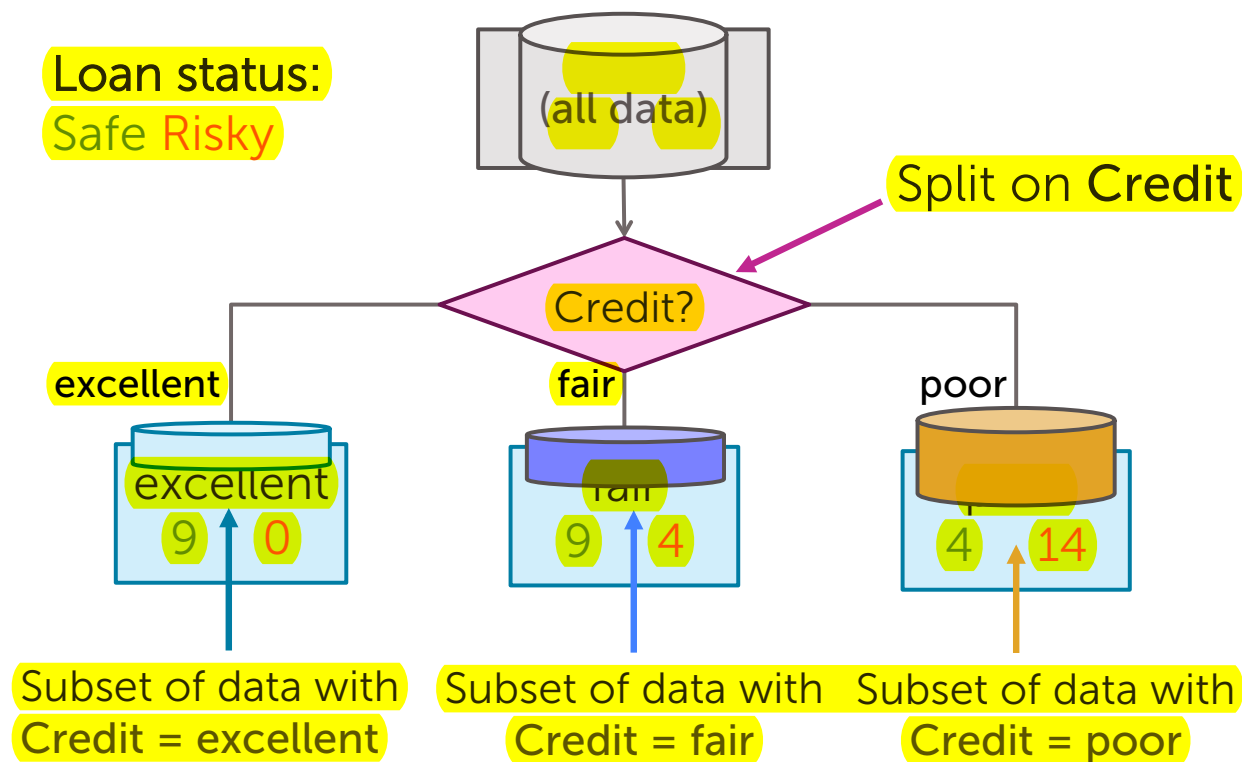 Loan status:
Safe Risky
(all data)
Split on Credit
Credit?
excellent
fair
poor
excellent
9 0
fair
9 4
4 14
Subset of data with
Credit = excellent
Subset of data with
Credit = fair
Subset of data with
Credit = poor